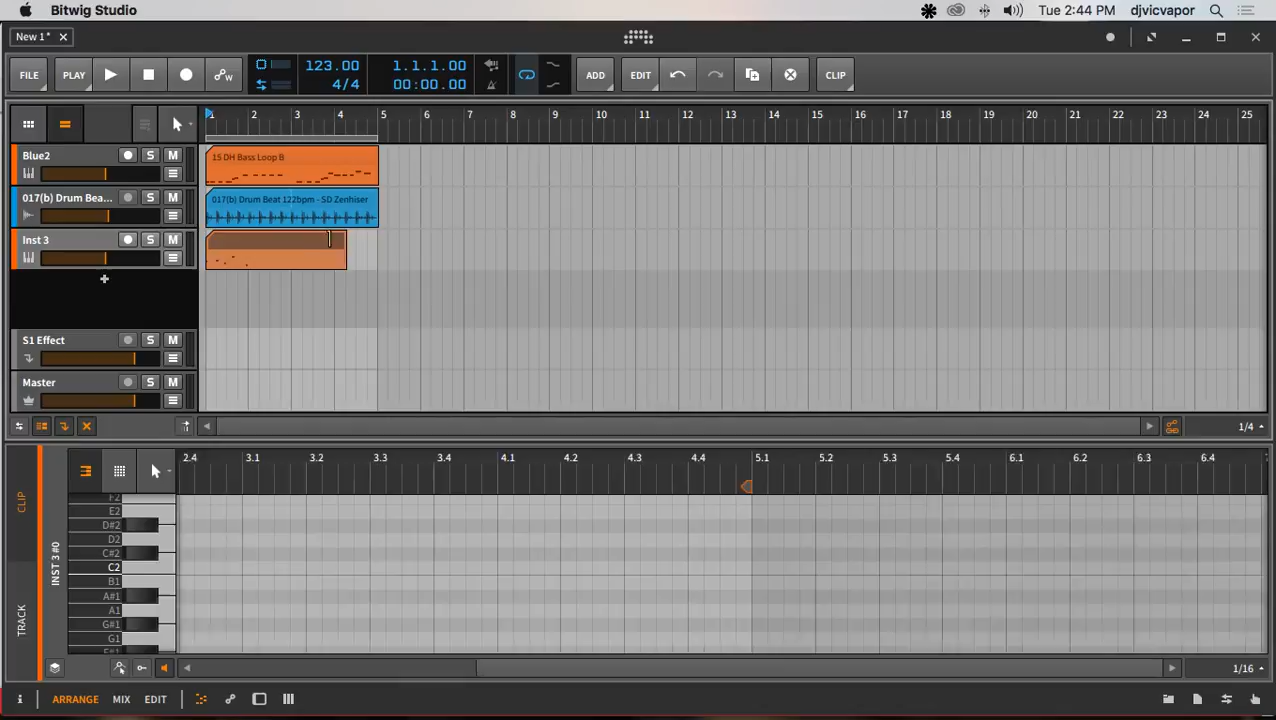 Bitwig Studio
Tue 2:44 PM djvicvapor
New 1*
FILE PLAY 123.00 4/4 1.1.1.00 00:00.00 ADD EDIT CLIP
1 2 3 4 5 6 7 8 9 10 11 12 13 14 15 16 17 18 19 20 21 22 23 24 25
Blue2 S M
15 DH Bass Loop B
017(b) Drum Bea... S M
017(b) Drum Beat 122bpm - SD Zenhiser
Inst 3 S M
S1 Effect S M
Master S M
1/4
2.4 3.1 3.2 3.3 3.4 4.1 4.2 4.3 4.4 5.1 5.2 5.3 5.4 6.1 6.2 6.3 6.4
CLIP
TRACK
INST 3 #0
F2
E2
D#2
D2
C#2
C2
B1
A#1
A1
G#1
G1
F#1
1/16
i ARRANGE MIX EDIT